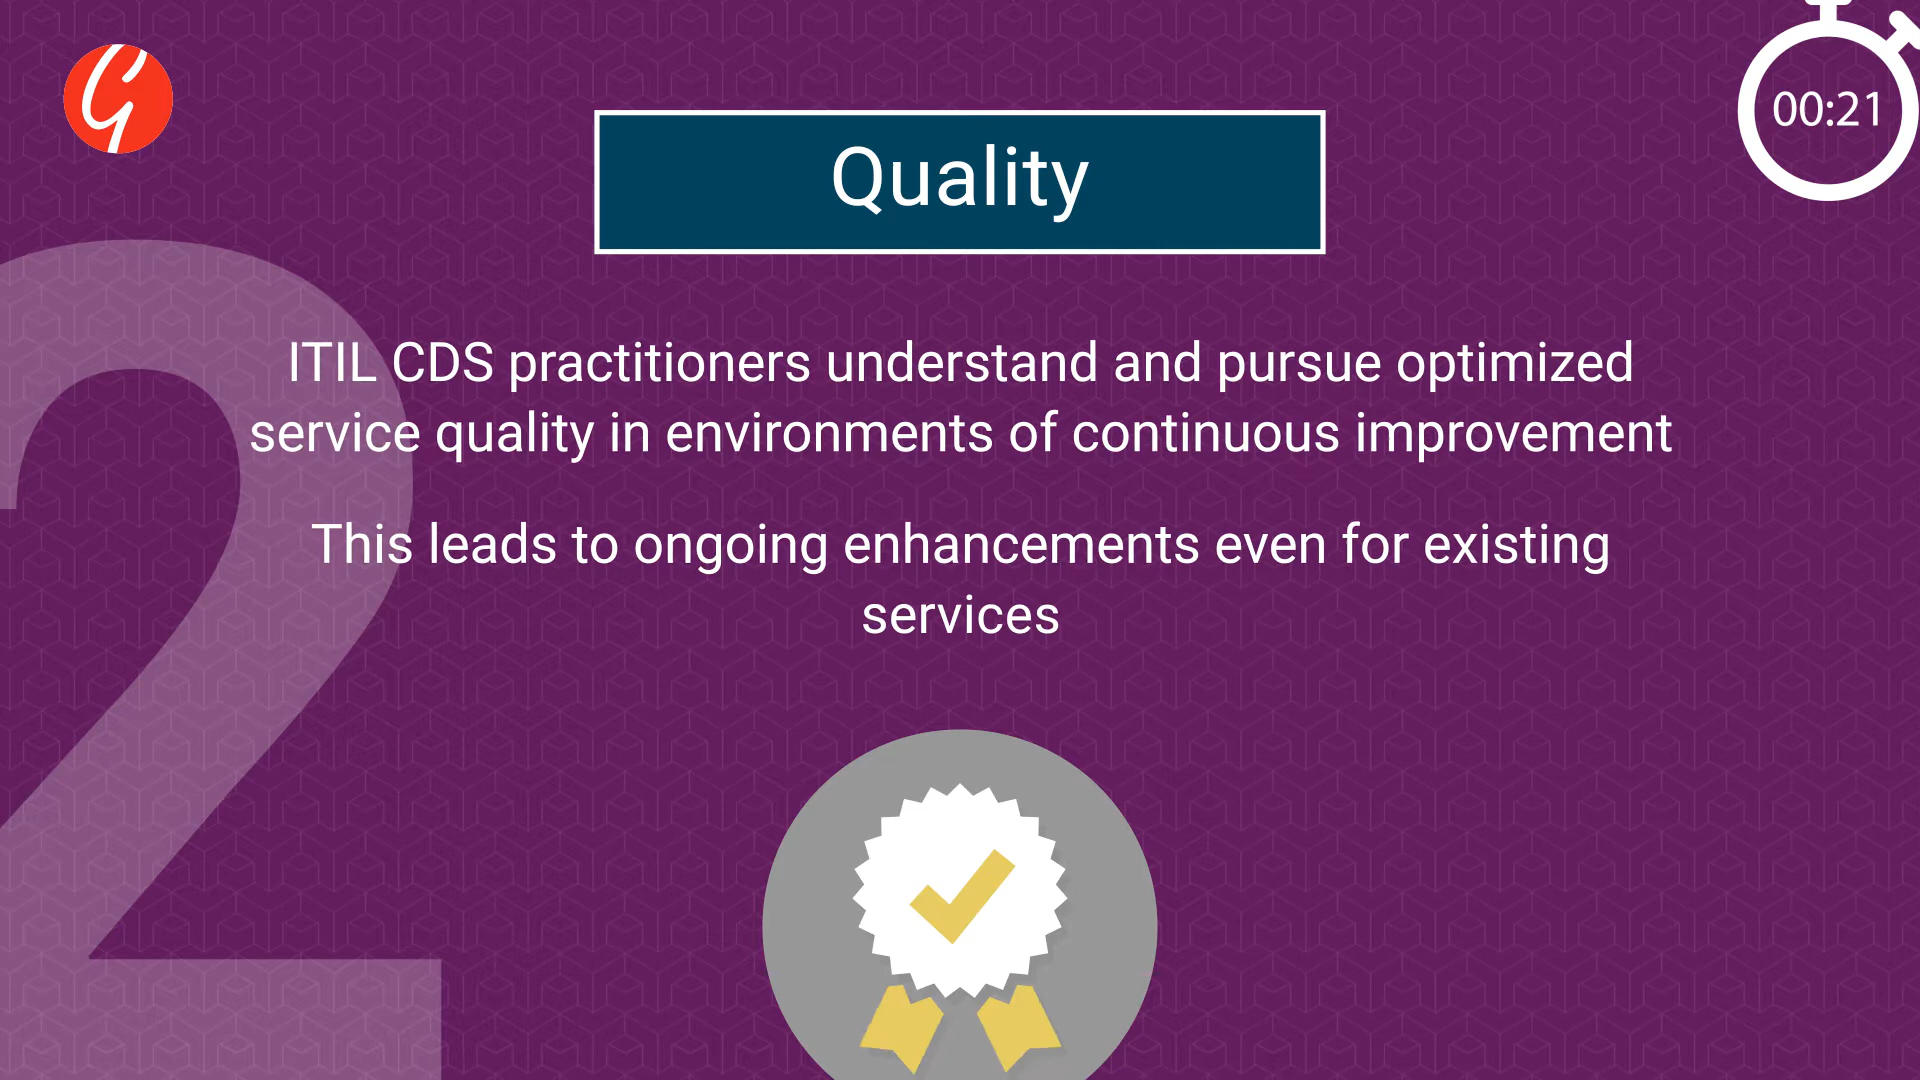 00:21
Quality
2
ITIL CDS practitioners understand and pursue optimized
service quality in environments of continuous improvement
This leads to ongoing enhancements even for existing
services